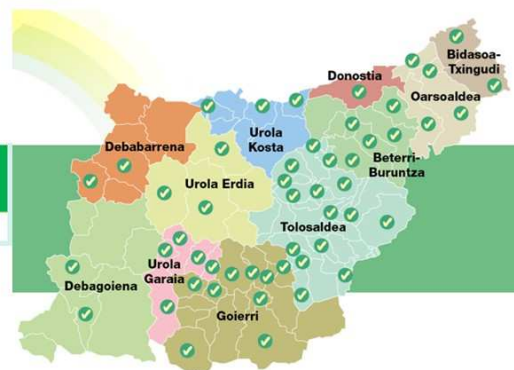 Bidasoa-
Txingudi
Donostia
Oarsoaldea
Urola
Kosta
Debabarrena
Beterri-
Buruntza
Urola Erdia
Tolosaldea
Urola
Garaia
Debagoiena
Goierri